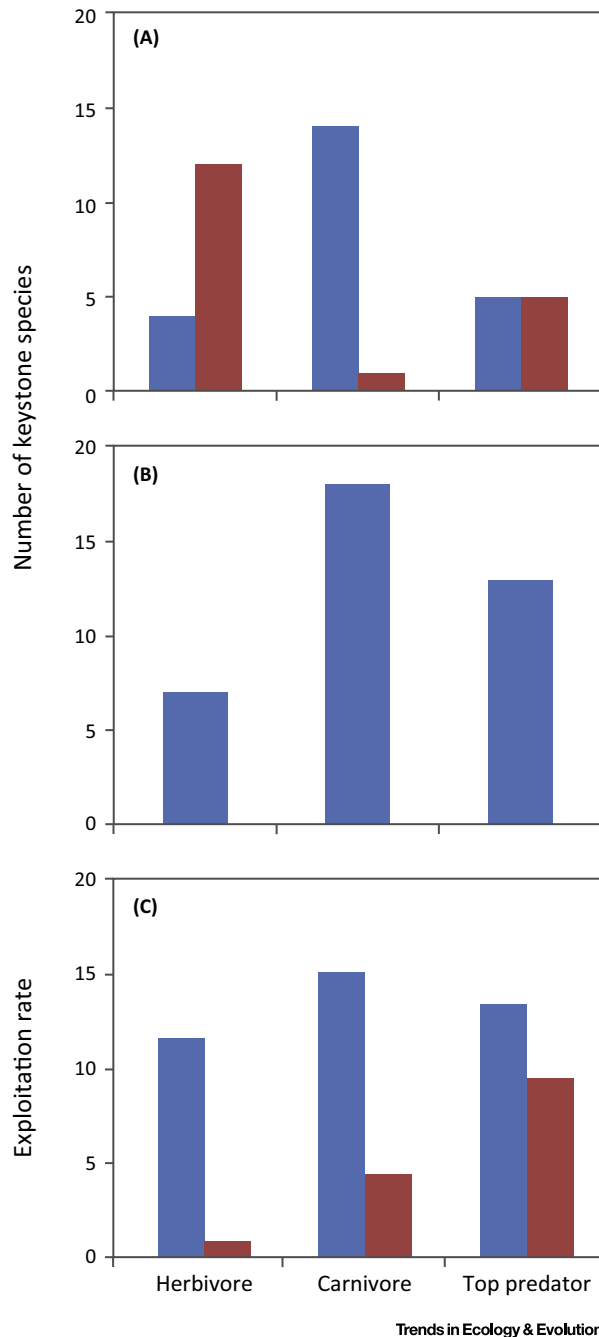 20
(A)
15
10
5
0
Number of keystone species
20
(B)
15
10
5
0
20
(C)
15
10
5
0
Exploitation rate
Herbivore Carnivore Top predator
Trends in Ecology & Evolution